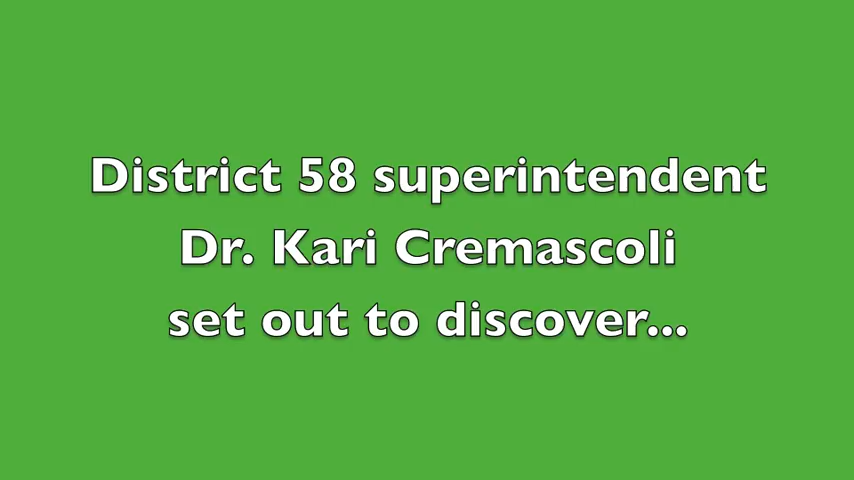 District 58 superintendent
Dr. Kari Cremascoli
set out to discover...